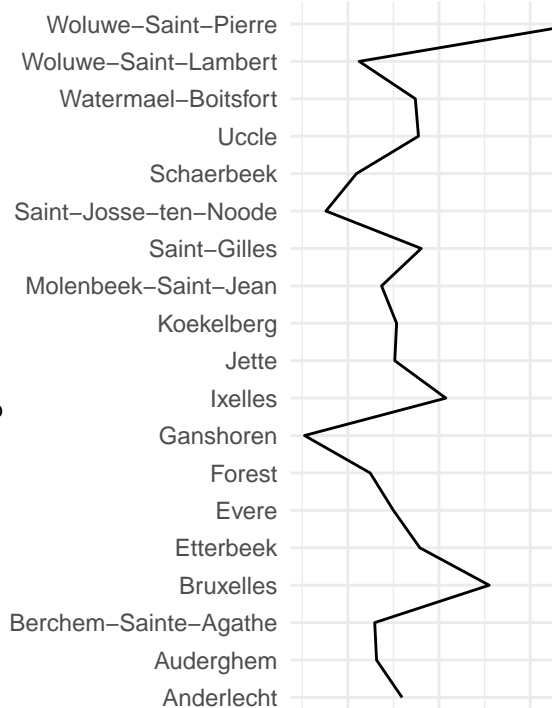 Woluwe−Saint−Pierre
Woluwe−Saint−Lambert
Watermael−Boitsfort
Uccle
Schaerbeek
Saint−Josse−ten−Noode
Saint−Gilles
Molenbeek−Saint−Jean
Koekelberg
Jette
Ixelles
Ganshoren
Forest
Evere
Etterbeek
Bruxelles
Berchem−Sainte−Agathe
Auderghem
Anderlecht